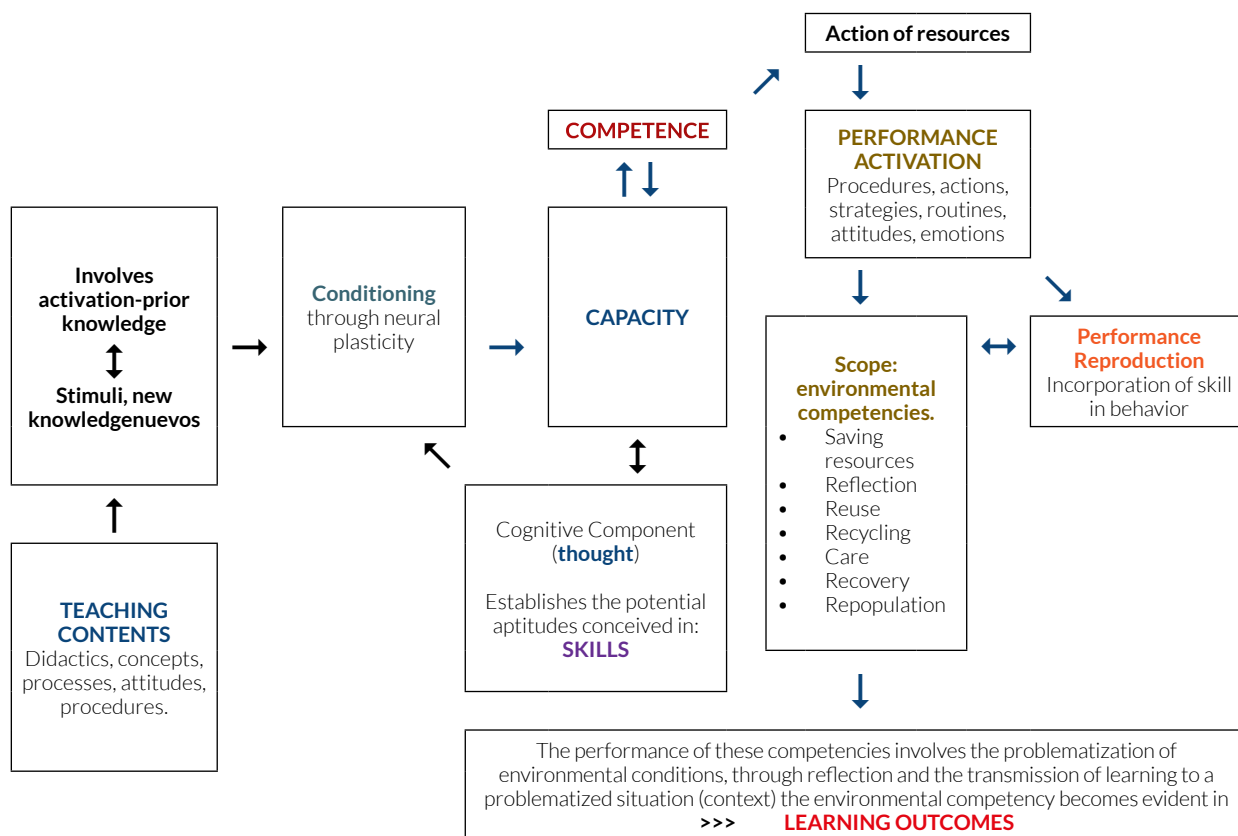 Action of resources
COMPETENCE
PERFORMANCE
ACTIVATION
Procedures, actions,
strategies, routines,
attitudes, emotions
Involves
activation-prior
knowledge
Stimuli, new
knowledgenuevos
Conditioning
through neural
plasticity
CAPACITY
Scope:
environmental
competencies.
• Saving
resources
• Reflection
• Reuse
• Recycling
• Care
• Recovery
• Repopulation
Performance
Reproduction
Incorporation of skill
in behavior
TEACHING
CONTENTS
Didactics, concepts,
processes, attitudes,
procedures.
Cognitive Component
(thought)
Establishes the potential
aptitudes conceived in:
SKILLS
The performance of these competencies involves the problematization of
environmental conditions, through reflection and the transmission of learning to a
problematized situation (context) the environmental competency becomes evident in
>>> LEARNING OUTCOMES